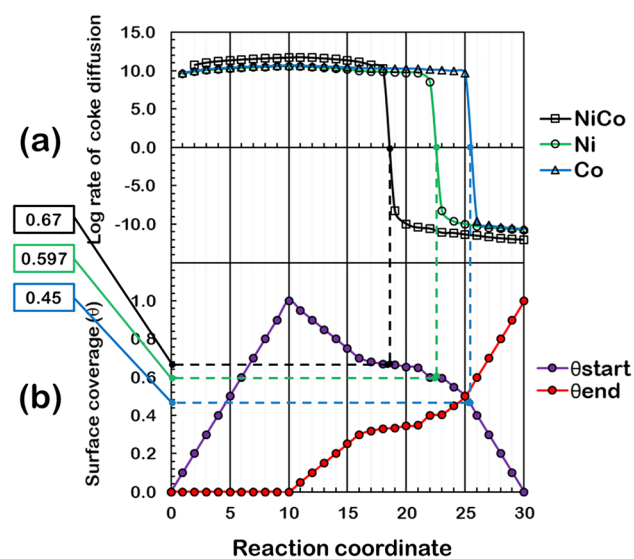 (a)
Log rate of coke diffusion
15.0
10.0
5.0
0.0
-5.0
-10.0
NiCo
Ni
Co
0.67
0.597
0.45
(b)
Surface coverage (θ)
1.0
0.8
0.6
0.4
0.2
0.0
θstart
θend
0 5 10 15 20 25 30
Reaction coordinate